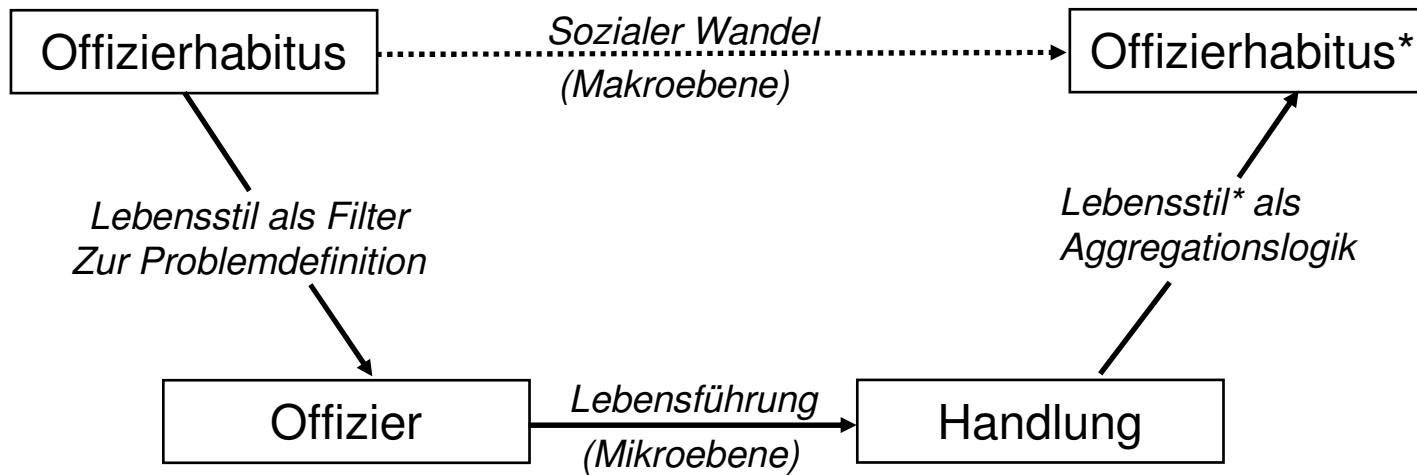 Offizierhabitus
Sozialer Wandel
(Makroebene)
Offizierhabitus*
Lebensstil als Filter
Zur Problemdefinition
Lebensstil* als
Aggregationslogik
Offizier
Lebensführung
(Mikroebene)
Handlung